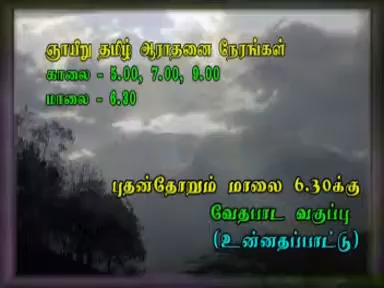 ஞாயிறு தமிழ் ஆராதனை நேரங்கள்
காலை - 5.00, 7.00, 9.00
மாலை - 6.30
புதன்தோறும் மாலை 6.30க்கு
வேதபாட வகுப்பு
(உன்னதப்பாட்டு)